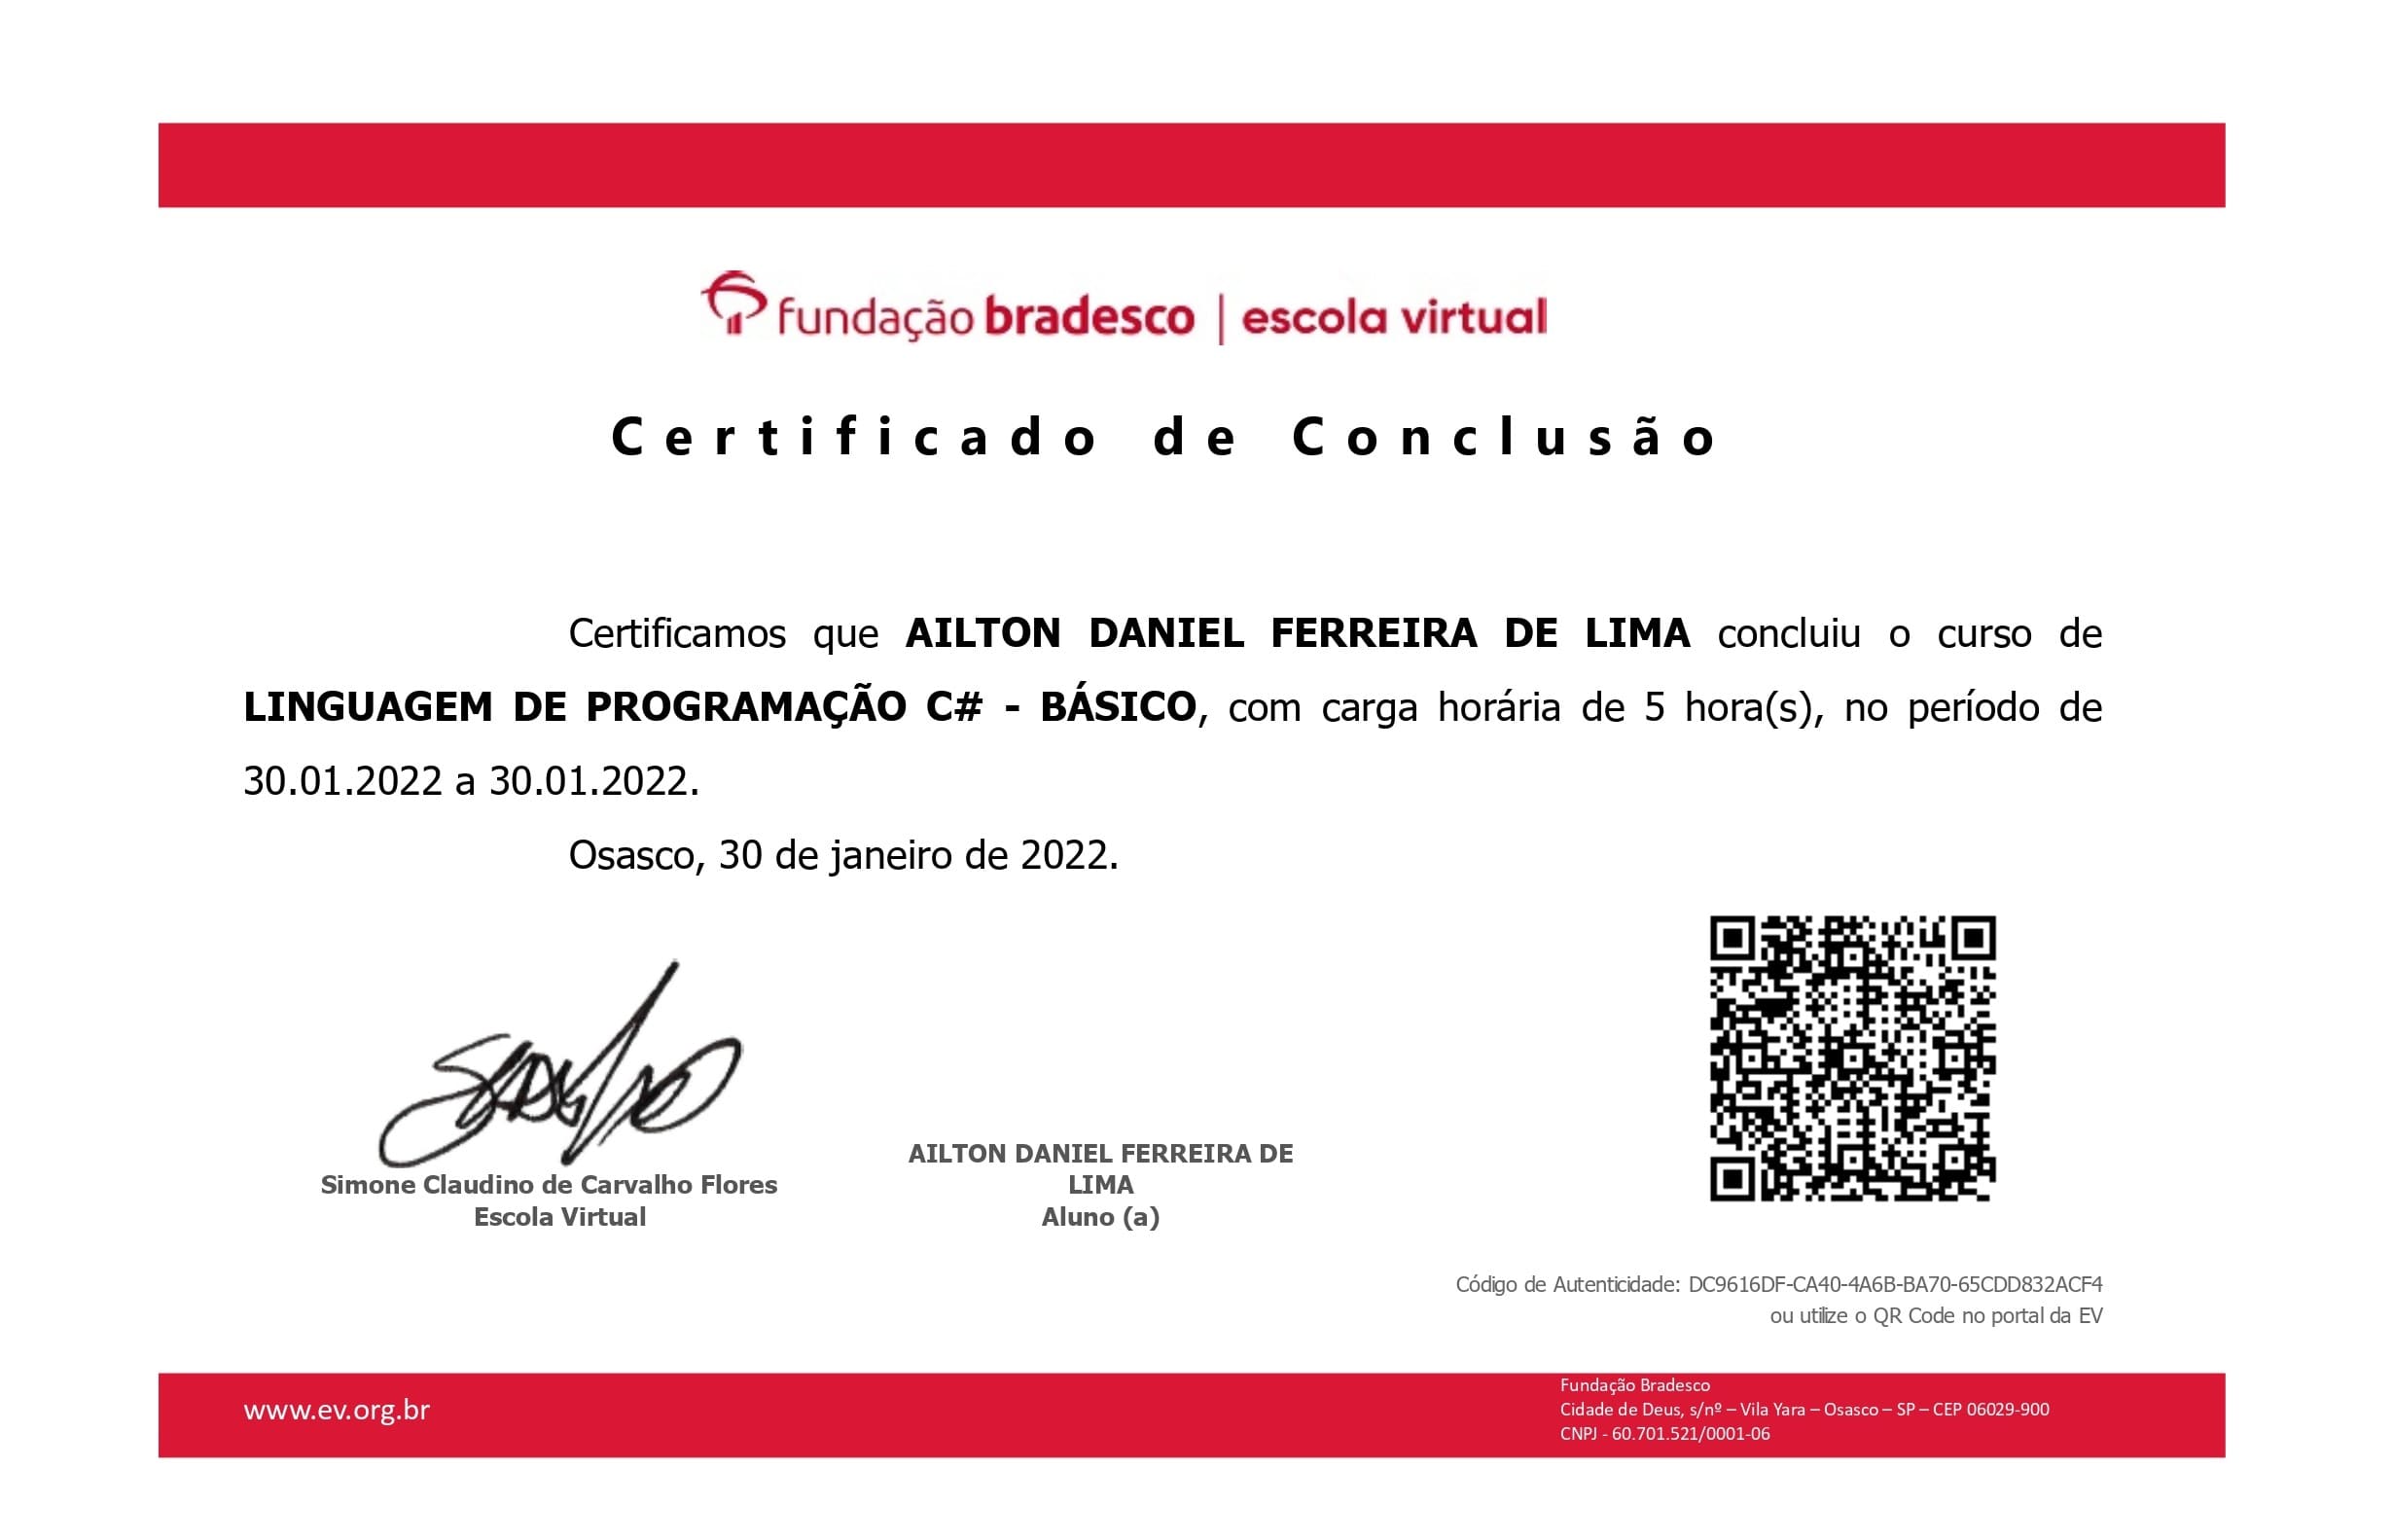 fundação bradesco | escola virtual
Certificado de Conclusão
Certificamos que AILTON DANIEL FERREIRA DE LIMA concluiu o curso de
LINGUAGEM DE PROGRAMAÇÃO C# - BÁSICO, com carga horária de 5 hora(s), no período de
30.01.2022 a 30.01.2022.
Osasco, 30 de janeiro de 2022.
Simone Claudino de Carvalho Flores
Escola Virtual
AILTON DANIEL FERREIRA DE
LIMA
Aluno (a)
Código de Autenticidade: DC9616DF-CA40-4A6B-BA70-65CDD832ACF4
ou utilize o QR Code no portal da EV
www.ev.org.br
Fundação Bradesco
Cidade de Deus, s/nº – Vila Yara – Osasco – SP – CEP 06029-900
CNPJ - 60.701.521/0001-06